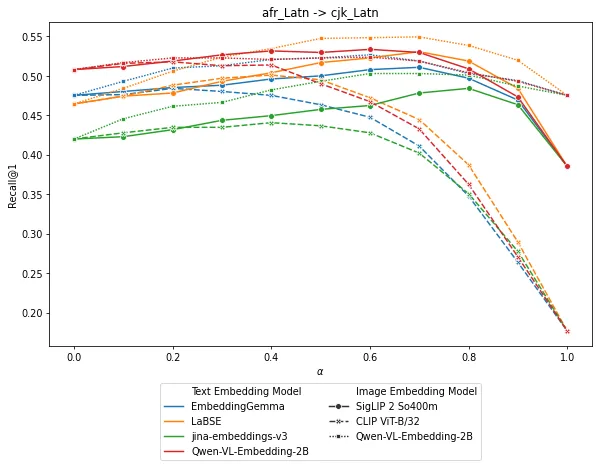 afr_Latn -> cjk_Latn
Recall@1
0.55
0.50
0.45
0.40
0.35
0.30
0.25
0.20
0.0 0.2 0.4 0.6 0.8 1.0
α
Text Embedding Model Image Embedding Model
EmbeddingGemma SigLIP 2 So400m
LaBSE CLIP ViT-B/32
jina-embeddings-v3 Qwen-VL-Embedding-2B
Qwen-VL-Embedding-2B